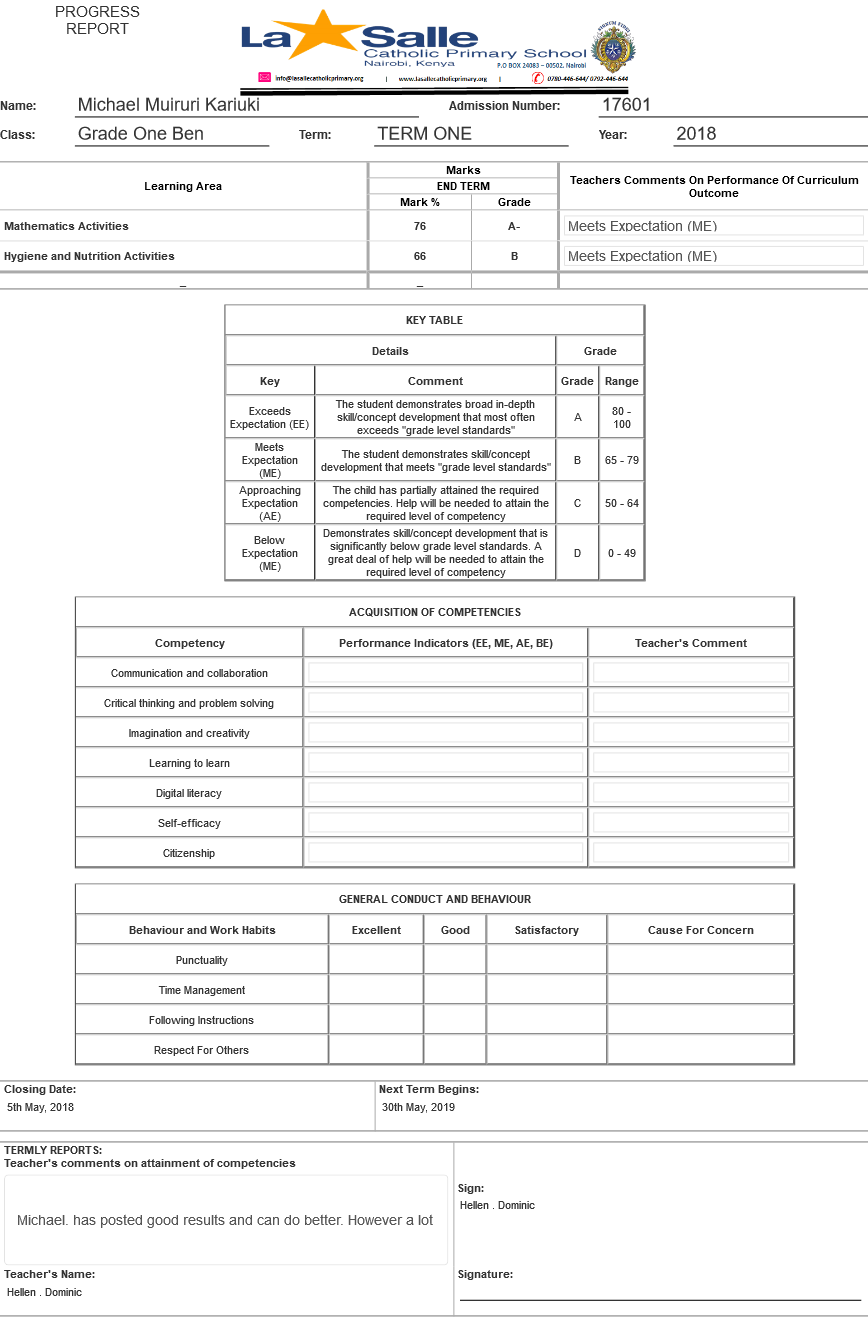 PROGRESS
REPORT
La Salle
Catholic Primary School
Nairobi, Kenya
P.O BOX 24083 – 00502, Nairobi
info@lasallecatholicprimary.org | www.lasallecatholicprimary.org | 0780-446-644/ 0792-446-644
Name: Michael Muiruri Kariuki Admission Number: 17601
Class: Grade One Ben Term: TERM ONE Year: 2018
Learning Area Marks Teachers Comments On Performance Of Curriculum Outcome
END TERM
Mark % Grade
Mathematics Activities 76 A- Meets Expectation (ME)
Hygiene and Nutrition Activities 66 B Meets Expectation (ME)
_ _
KEY TABLE
Details Grade
Key Comment Grade Range
Exceeds Expectation (EE) The student demonstrates broad in-depth skill/concept development that most often exceeds "grade level standards" A 80 - 100
Meets Expectation (ME) The student demonstrates skill/concept development that meets "grade level standards" B 65 - 79
Approaching Expectation (AE) The child has partially attained the required competencies. Help will be needed to attain the required level of competency C 50 - 64
Below Expectation (ME) Demonstrates skill/concept development that is significantly below grade level standards. A great deal of help will be needed to attain the required level of competency D 0 - 49
ACQUISITION OF COMPETENCIES
Competency Performance Indicators (EE, ME, AE, BE) Teacher's Comment
Communication and collaboration
Critical thinking and problem solving
Imagination and creativity
Learning to learn
Digital literacy
Self-efficacy
Citizenship
GENERAL CONDUCT AND BEHAVIOUR
Behaviour and Work Habits Excellent Good Satisfactory Cause For Concern
Punctuality
Time Management
Following Instructions
Respect For Others
Closing Date: Next Term Begins:
5th May, 2018 30th May, 2019
TERMLY REPORTS:
Teacher's comments on attainment of competencies
Sign:
Hellen . Dominic
Michael. has posted good results and can do better. However a lot
Teacher's Name: Signature:
Hellen . Dominic